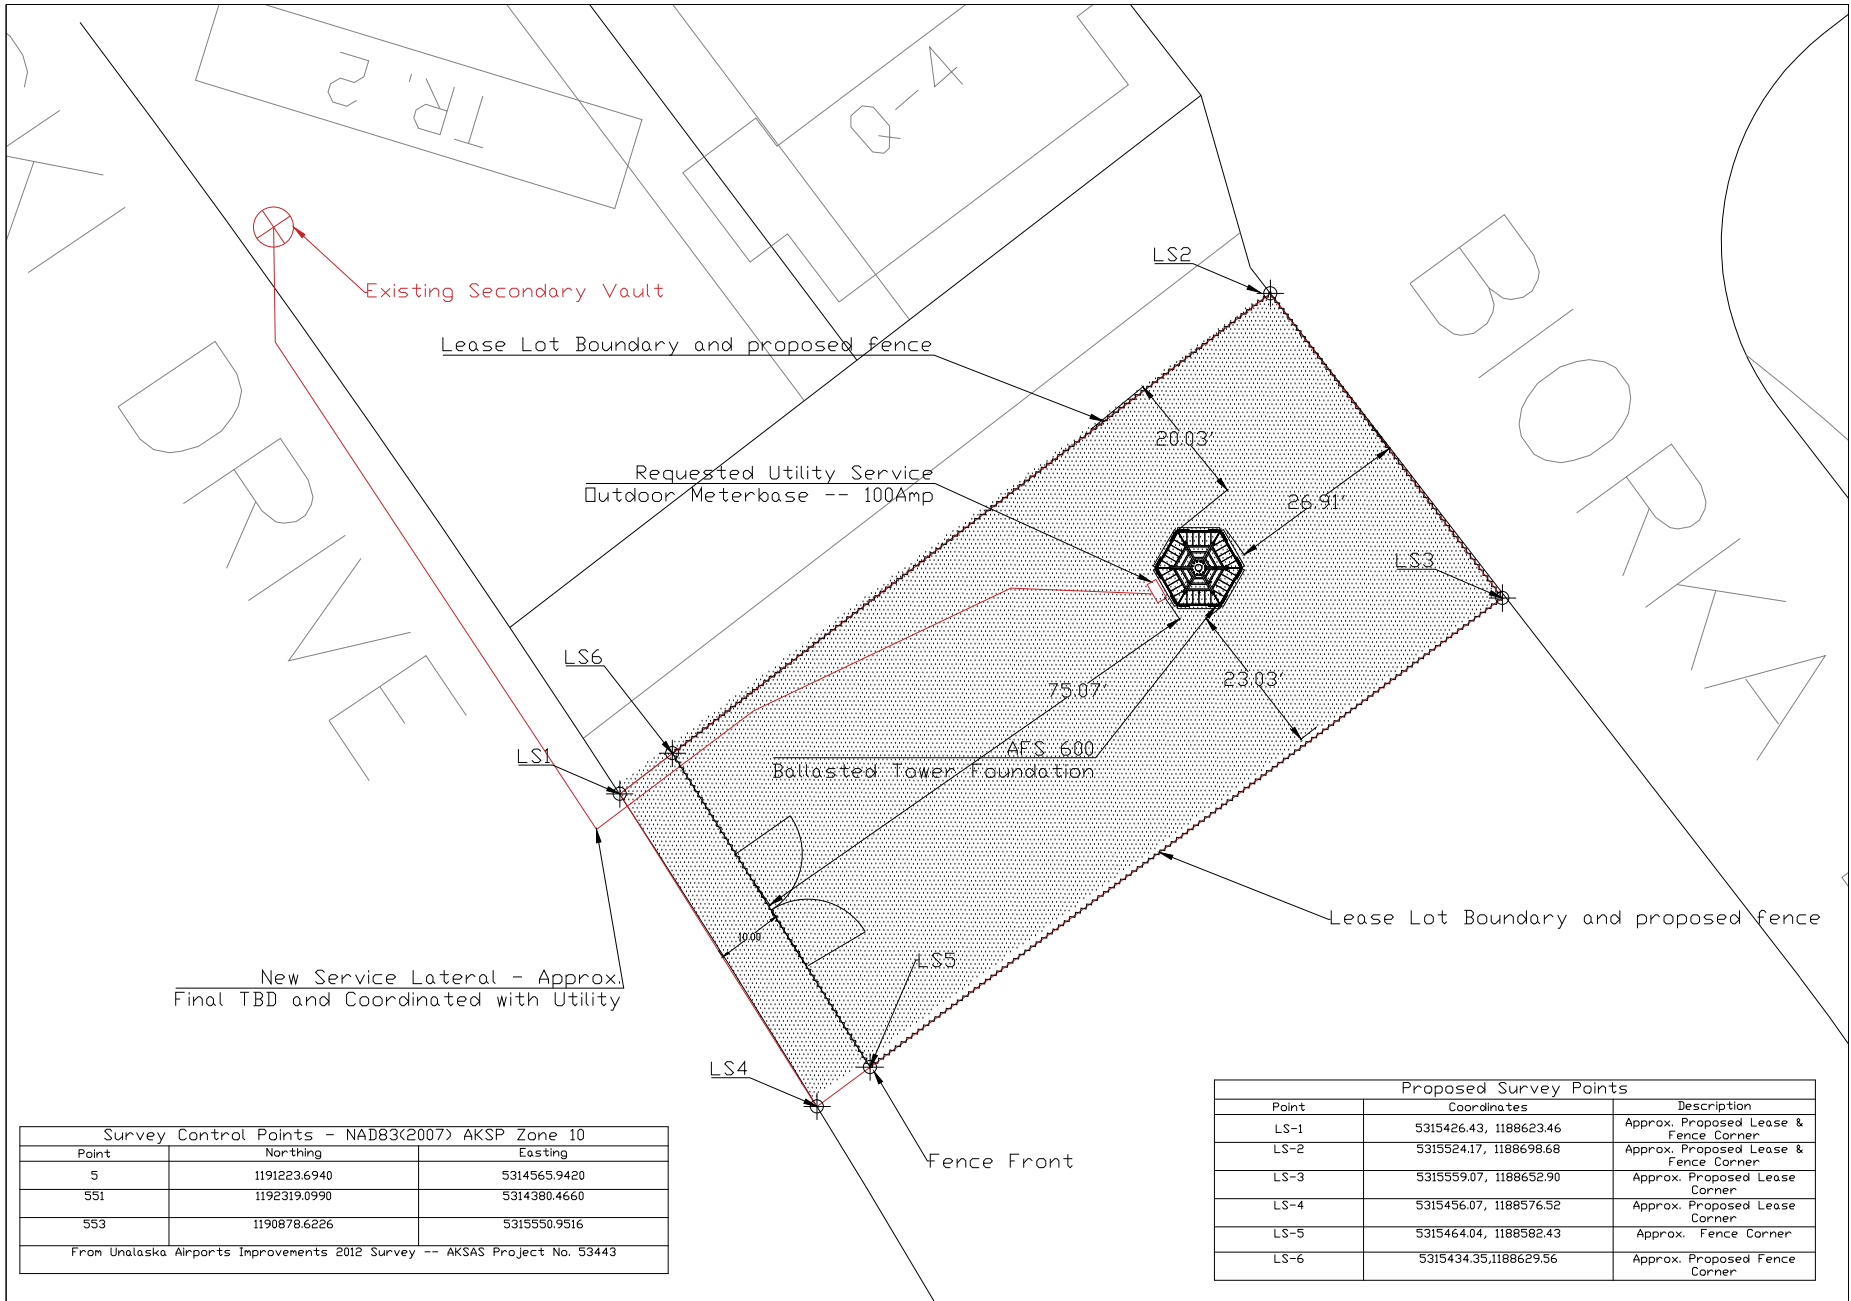 TR. 2
Q-4
LS2
Existing Secondary Vault
Lease Lot Boundary and proposed fence
BIORKA
DRIVE
20.03'
Requested Utility Service
Outdoor Meterbase -- 100Amp
26.91'
LS3
LS6
75.07'
23.03'
LS1
AFS 600
Ballasted Tower Foundation
Lease Lot Boundary and proposed fence
10.00
LS5
New Service Lateral - Approx.
Final TBD and Coordinated with Utility
LS4
Fence Front
Survey Control Points - NAD83(2007) AKSP Zone 10
Point Northing Easting
5 1191223.6940 5314565.9420
551 1192319.0990 5314380.4660
553 1190878.6226 5315550.9516
From Unalaska Airports Improvements 2012 Survey -- AKSAS Project No. 53443
Proposed Survey Points
Point Coordinates Description
LS-1 5315426.43, 1188623.46 Approx. Proposed Lease &
Fence Corner
LS-2 5315524.17, 1188698.68 Approx. Proposed Lease &
Fence Corner
LS-3 5315559.07, 1188652.90 Approx. Proposed Lease
Corner
LS-4 5315456.07, 1188576.52 Approx. Proposed Lease
Corner
LS-5 5315464.04, 1188582.43 Approx. Fence Corner
LS-6 5315434.35,1188629.56 Approx. Proposed Fence
Corner